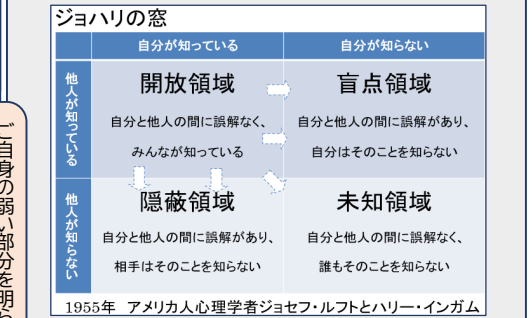 ジョハリの窓
自分が知っている
自分が知らない
他人が知っている
開放領域
自分と他人の間に誤解なく、
みんなが知っている
盲点領域
自分と他人の間に誤解があり、
自分はそのことを知らない
他人が知らない
隠蔽領域
自分と他人の間に誤解があり、
相手はそのことを知らない
未知領域
自分と他人の間に誤解なく、
誰もそのことを知らない
1955年 アメリカ人心理学者ジョセフ・ルフトとハリー・インガム
ご自身の弱い部分を明ら